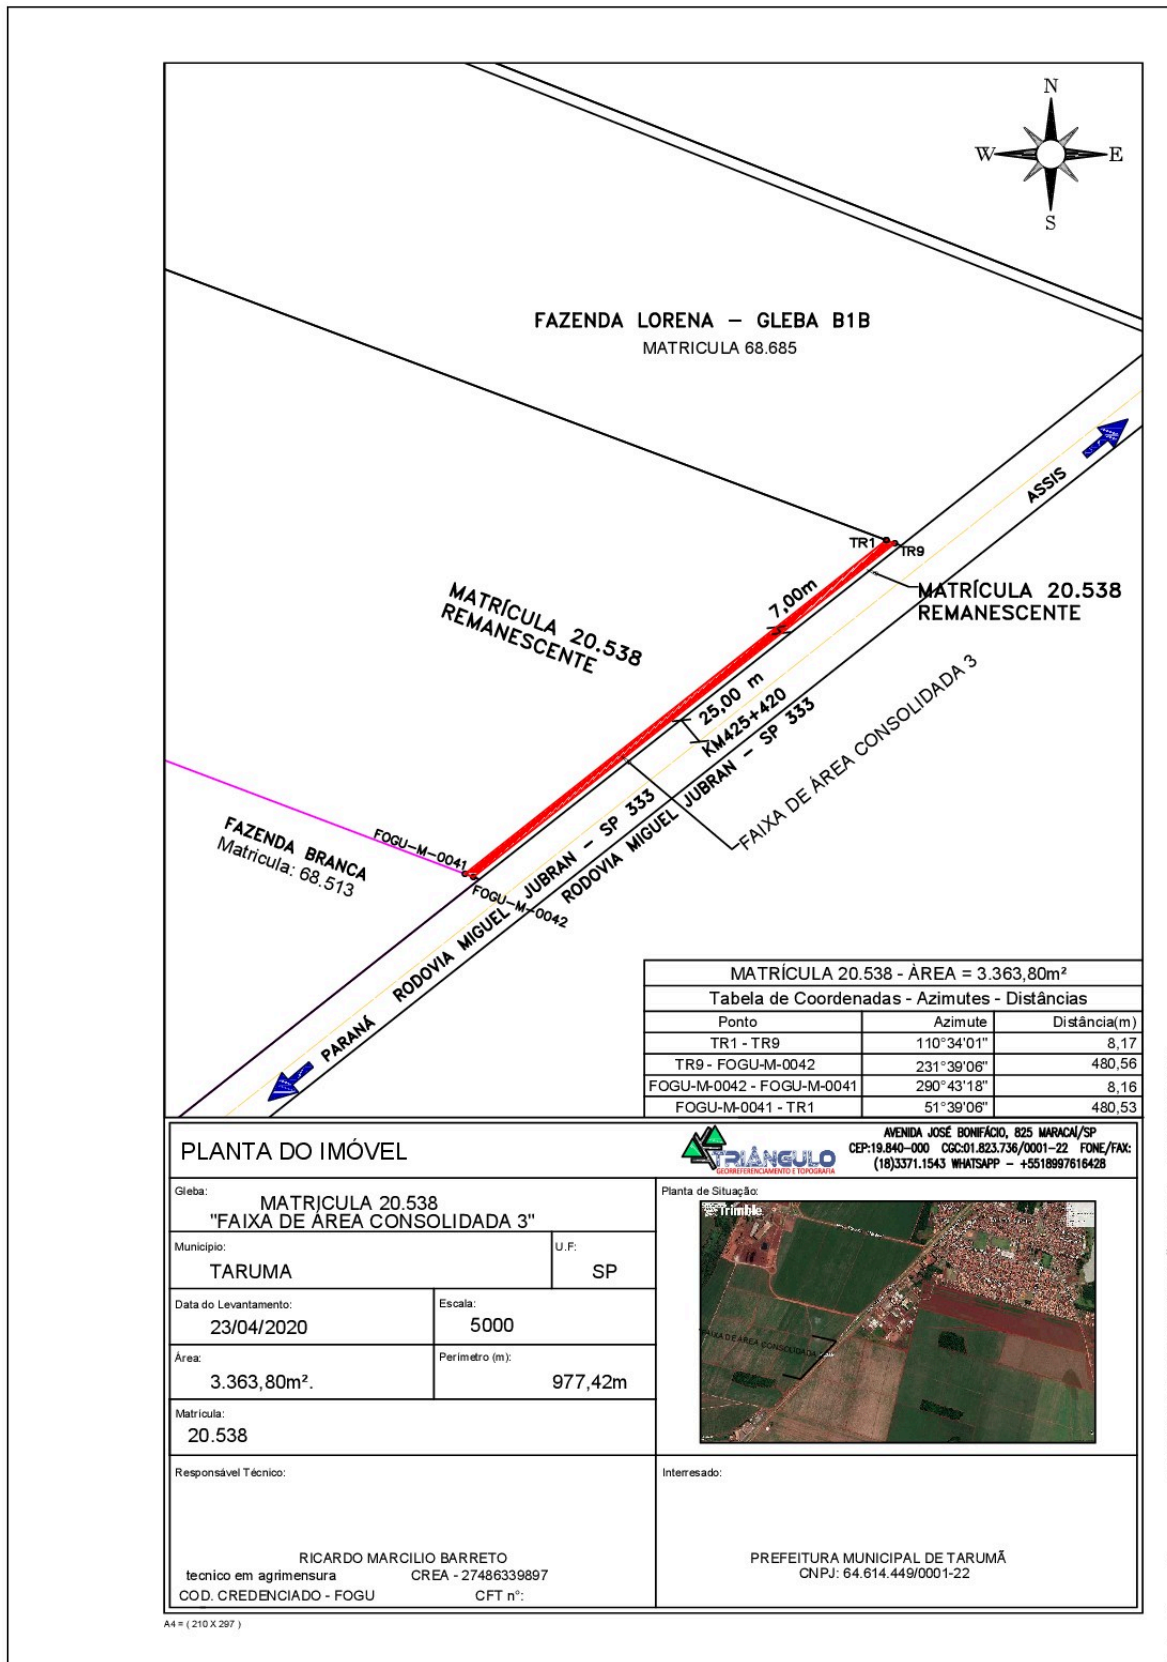 N
W E
S
FAZENDA LORENA – GLEBA B1B
MATRICULA 68.685
ASSIS
TR1
TR9
MATRÍCULA 20.538
REMANESCENTE
7,00m
MATRÍCULA 20.538
REMANESCENTE
25,00 m
KM425+420
FAIXA DE ÁREA CONSOLIDADA 3
RODOVIA MIGUEL JUBRAN – SP 333
RODOVIA MIGUEL JUBRAN – SP 333
FAZENDA BRANCA
Matricula: 68.513
FOGU-M-0041
FOGU-M-0042
PARANÁ
MATRÍCULA 20.538 - ÀREA = 3.363,80m²
Tabela de Coordenadas - Azimutes - Distâncias
Ponto Azimute Distância(m)
TR1 - TR9 110°34'01" 8,17
TR9 - FOGU-M-0042 231°39'06" 480,56
FOGU-M-0042 - FOGU-M-0041 290°43'18" 8,16
FOGU-M-0041 - TR1 51°39'06" 480,53
PLANTA DO IMÓVEL
TRIÂNGULO
GEORREFERENCIAMENTO E TOPOGRAFIA
AVENIDA JOSÉ BONIFÁCIO, 825 MARACAÍ/SP
CEP:19.840-000 CGC:01.823.736/0001-22 FONE/FAX:
(18)3371.1543 WHATSAPP - +5518997616428
Gleba:
MATRICULA 20.538
"FAIXA DE ÁREA CONSOLIDADA 3"
Municipio:
TARUMA
U.F:
SP
Data do Levantamento:
23/04/2020
Escala:
5000
Área:
3.363,80m².
Perimetro (m):
977,42m
Matricula:
20.538
Planta de Situação:
Trimble
FAIXA DE ÁREA CONSOLIDADA
Responsável Técnico:
RICARDO MARCILIO BARRETO
tecnico em agrimensura CREA - 27486339897
COD. CREDENCIADO - FOGU CFT n°:
Interresado:
PREFEITURA MUNICIPAL DE TARUMÃ
CNPJ: 64.614.449/0001-22
A4 = ( 210 X 297 )